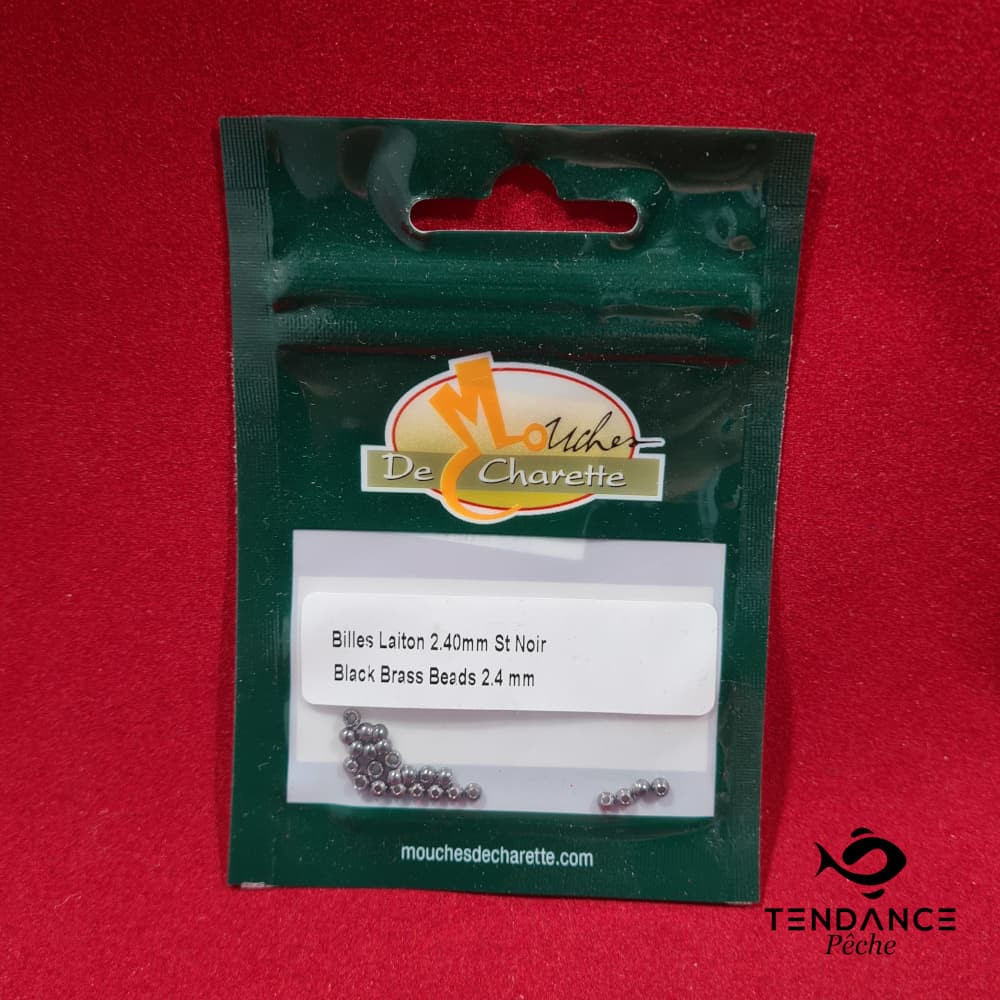 Mouches
De Charette
Billes Laiton 2.40mm St Noir
Black Brass Beads 2.4 mm
mouchesdecharette.com
TENDANCE
Pêche